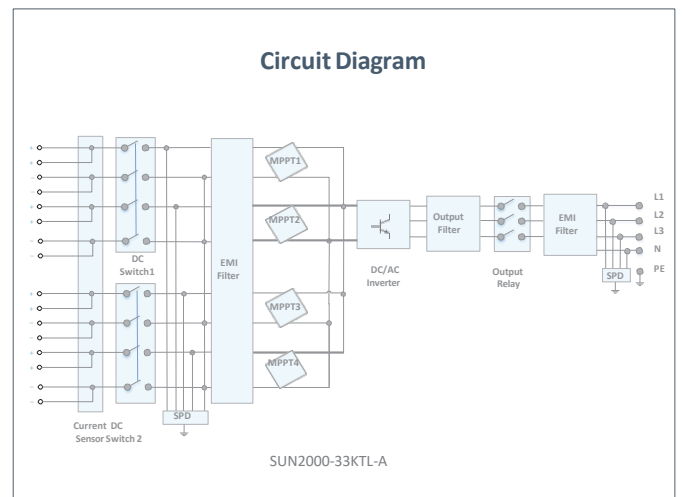 Circuit Diagram
MPPT1
MPPT2
MPPT3
MPPT4
DC
Switch1
EMI
Filter
DC/AC
Inverter
Output
Filter
Output
Relay
EMI
Filter
L1
L2
L3
N
PE
SPD
SPD
Current DC
Sensor Switch 2
SUN2000-33KTL-A